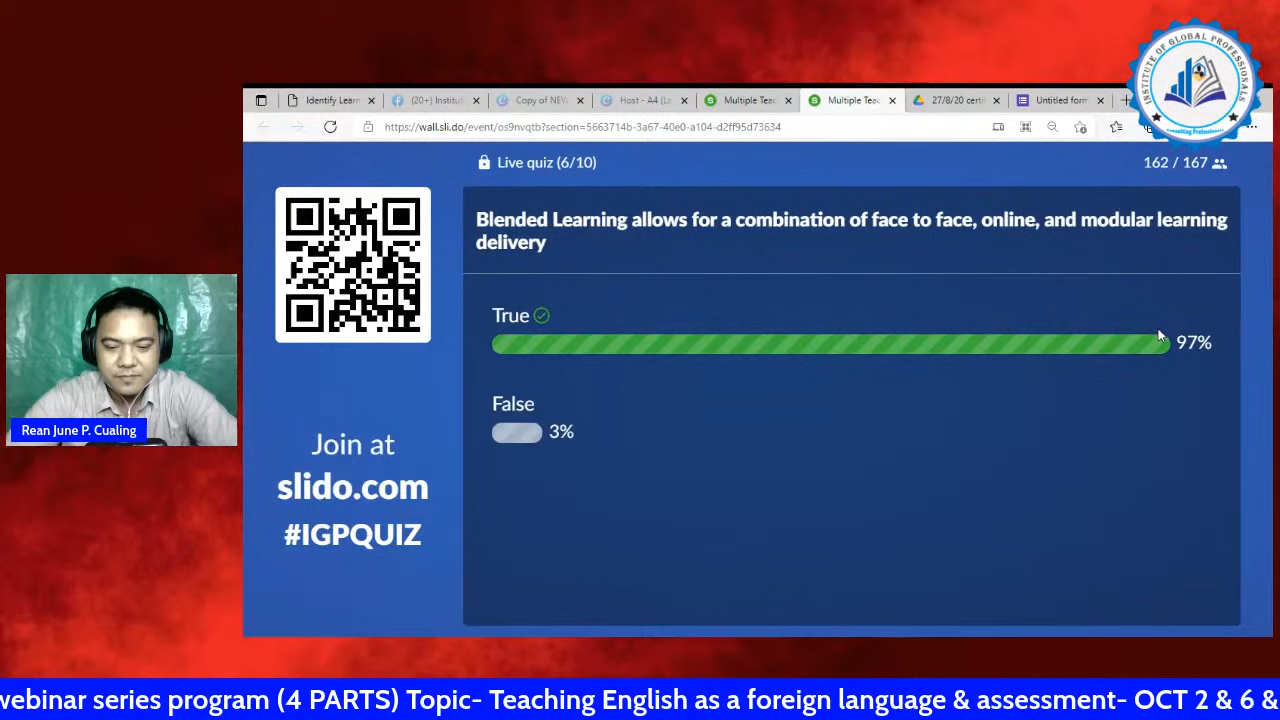 INSTITUTE OF GLOBAL PROFESSIONALS
Identify Learn
(20+) Institut
Copy of NEW
Host - A4 (La
Multiple Teac
Multiple Teac
27/8/20 certi
Untitled form
https://wall.sli.do/event/os9nvqtb?section=5663714b-3a67-40e0-a104-d2ff95d73634
Live quiz (6/10)
162 / 167
Blended Learning allows for a combination of face to face, online, and modular learning
delivery
True
97%
False
3%
Join at
slido.com
#IGPQUIZ
Rean June P. Cualing
webinar series program (4 PARTS) Topic- Teaching English as a foreign language & assessment- OCT 2 & 6 &